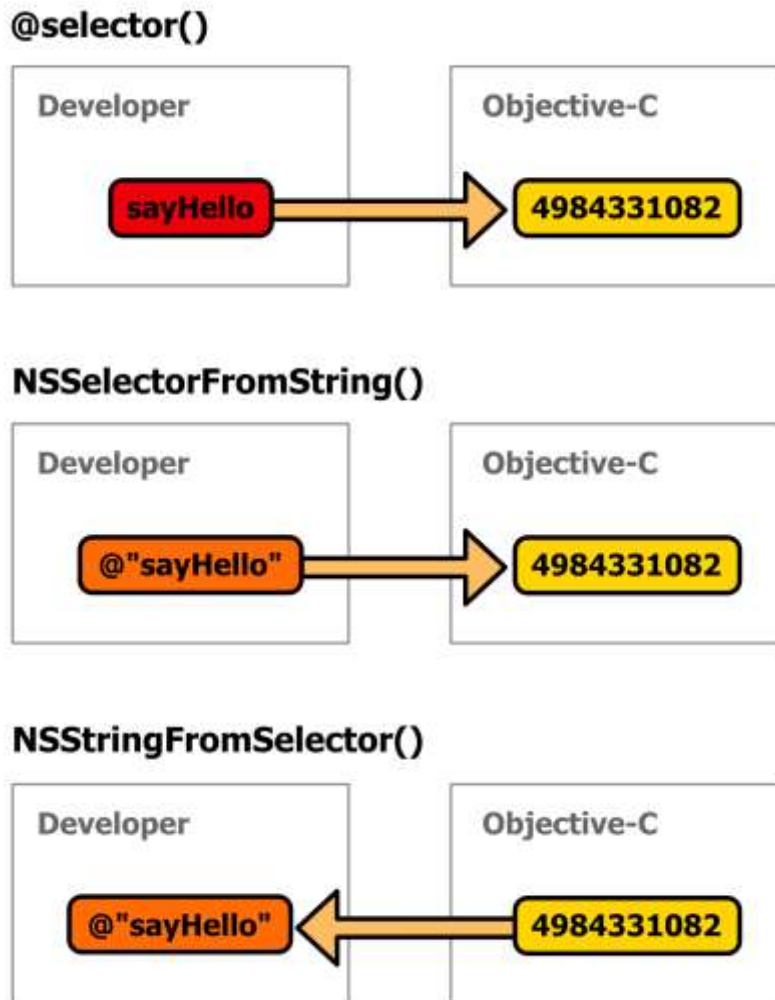 @selector()
Developer
Objective-C
sayHello
4984331082
NSSelectorFromString()
Developer
Objective-C
@"sayHello"
4984331082
NSStringFromSelector()
Developer
Objective-C
@"sayHello"
4984331082